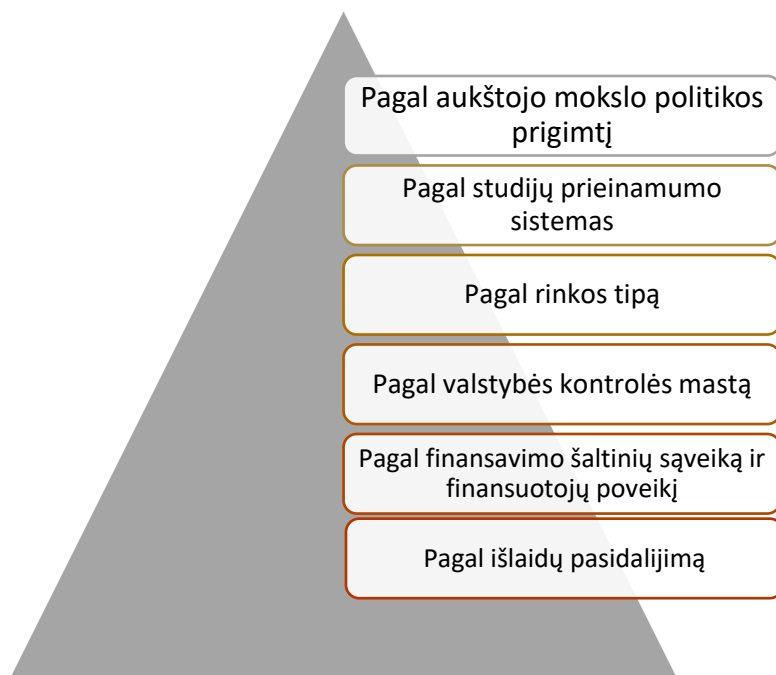 Pagal aukštojo mokslo politikos
prigimtį
Pagal studijų prieinamumo
sistemas
Pagal rinkos tipą
Pagal valstybės kontrolės mastą
Pagal finansavimo šaltinių sąveiką ir
finansuotojų poveikį
Pagal išlaidų pasidalijimą